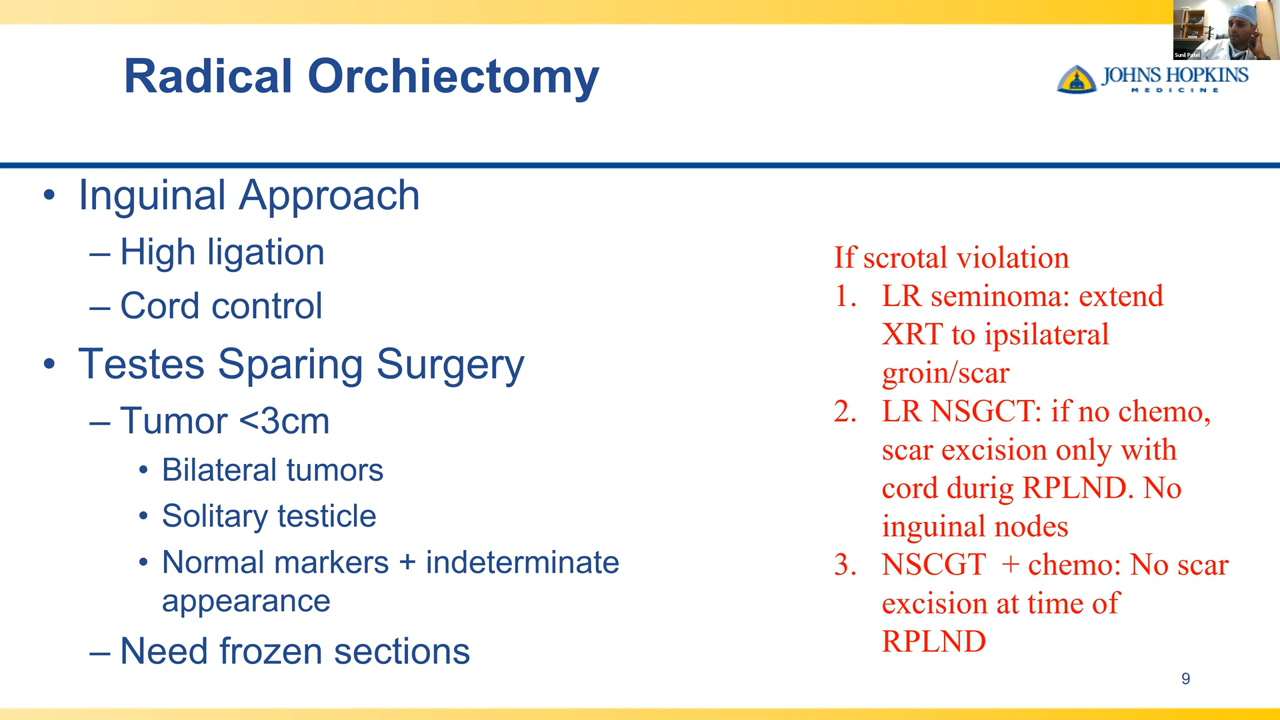 Radical Orchiectomy
Sunil Patel
JOHNS HOPKINS
MEDICINE
• Inguinal Approach
– High ligation
– Cord control
• Testes Sparing Surgery
– Tumor <3cm
• Bilateral tumors
• Solitary testicle
• Normal markers + indeterminate
appearance
– Need frozen sections
If scrotal violation
1. LR seminoma: extend
XRT to ipsilateral
groin/scar
2. LR NSGCT: if no chemo,
scar excision only with
cord durig RPLND. No
inguinal nodes
3. NSCGT + chemo: No scar
excision at time of
RPLND
9